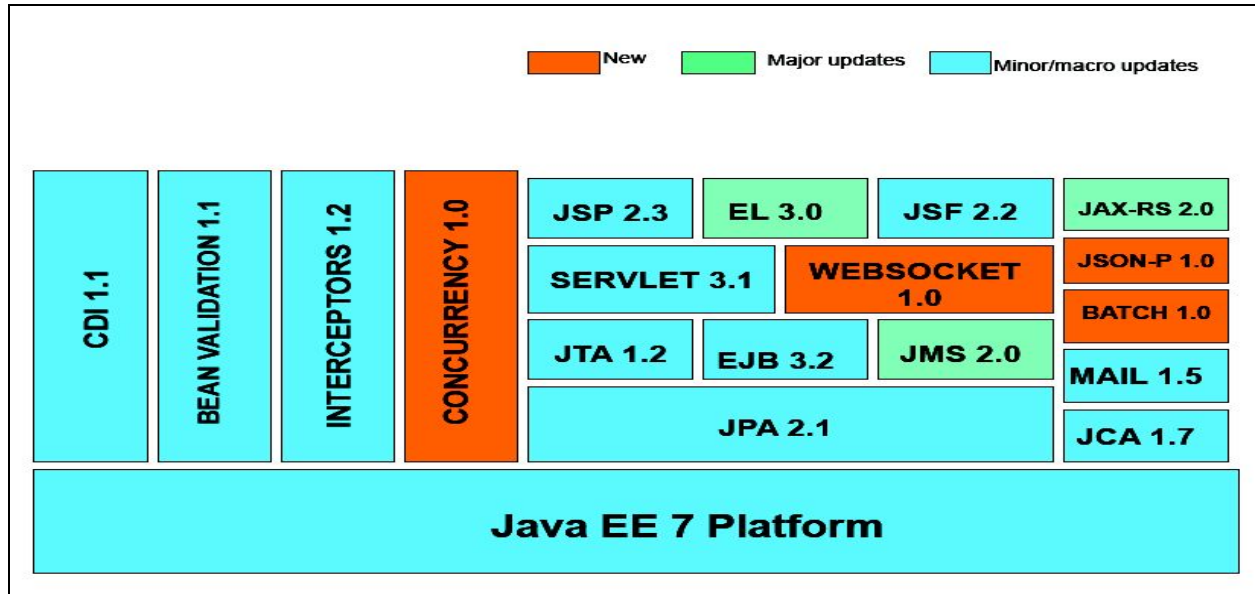 New
Major updates
Minor/macro updates
CDI 1.1
BEAN VALIDATION 1.1
INTERCEPTORS 1.2
CONCURRENCY 1.0
JSP 2.3
EL 3.0
JSF 2.2
SERVLET 3.1
WEBSOCKET
1.0
JTA 1.2
EJB 3.2
JMS 2.0
JPA 2.1
JAX-RS 2.0
JSON-P 1.0
BATCH 1.0
MAIL 1.5
JCA 1.7
Java EE 7 Platform